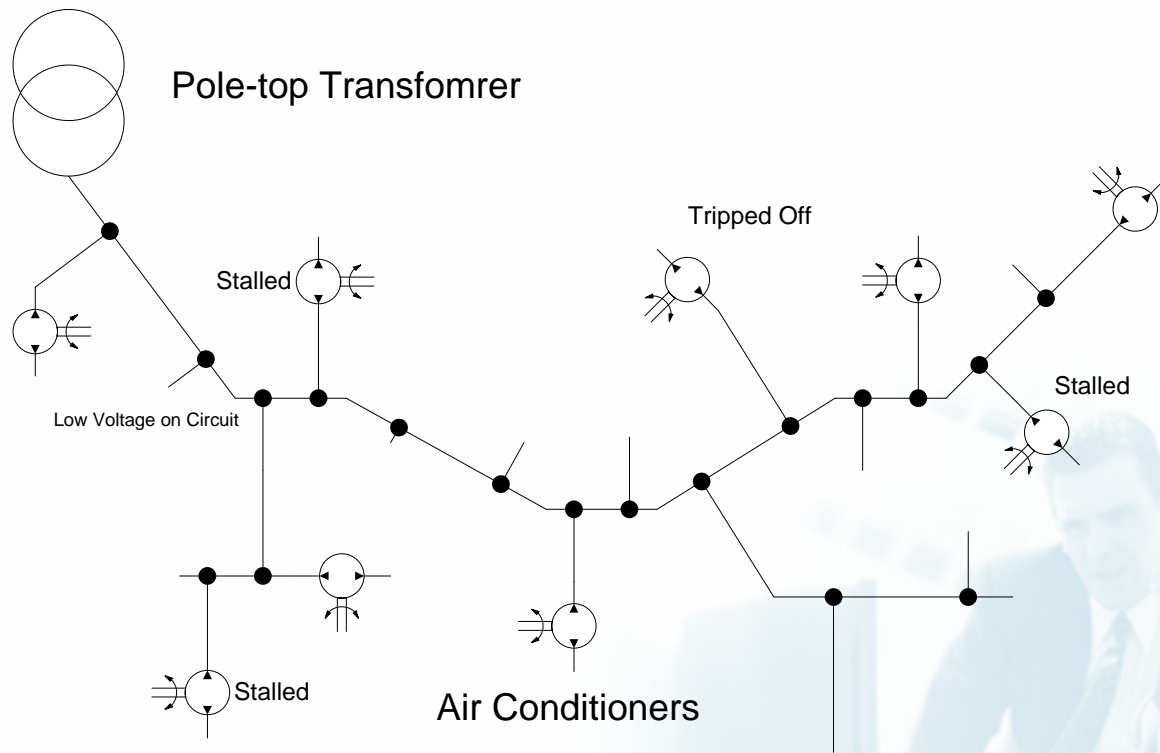 Pole-top Transfomrer
Tripped Off
Stalled
Stalled
Low Voltage on Circuit
Stalled
Air Conditioners